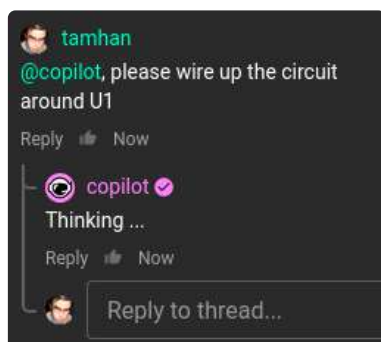 tamhan
@copilot, please wire up the circuit
around U1
Reply Now
copilot
Thinking ...
Reply Now
Reply to thread...